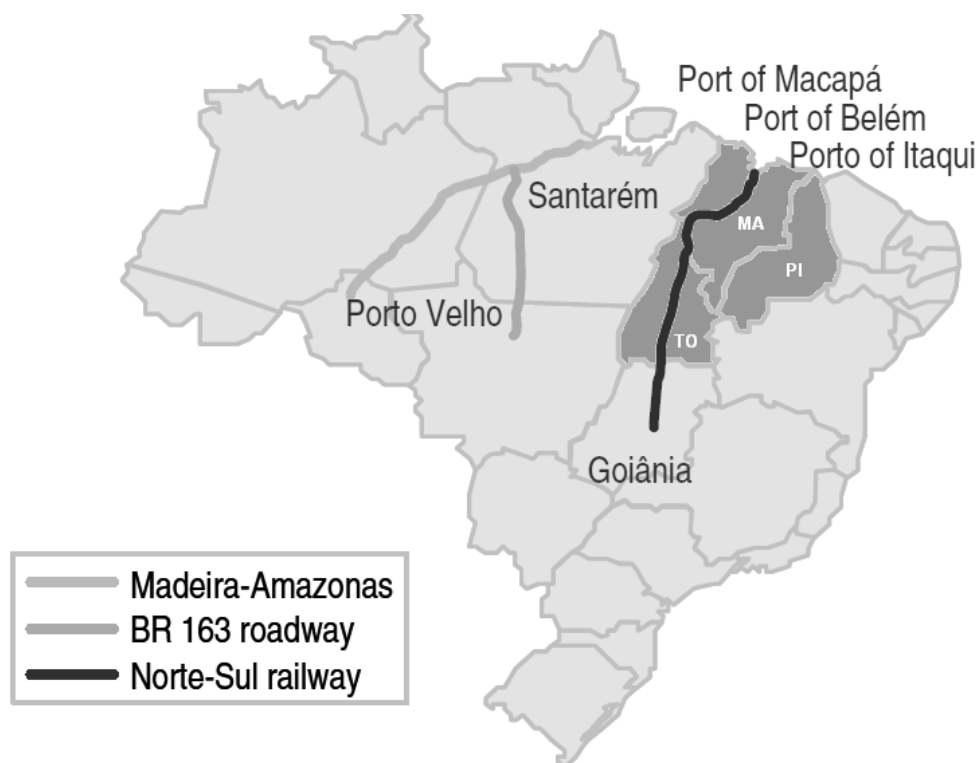 Port of Macapá
Port of Belém
Porto of Itaqui
Santarém
MA
PI
Porto Velho
TO
Goiânia
Madeira-Amazonas
BR 163 roadway
Norte-Sul railway